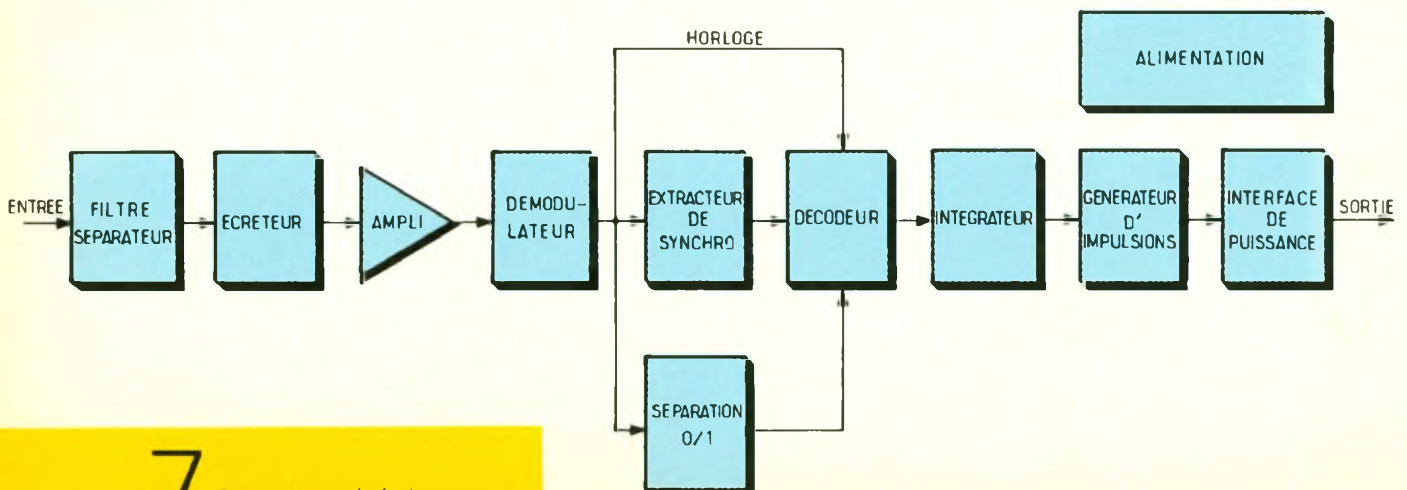 HORLOGE
ALIMENTATION
ENTREE
FILTRE
SEPARATEUR
ECRETEUR
AMPLI
DEMODU-
LATEUR
EXTRACTEUR
DE
SYNCHRO
DECODEUR
INTEGRATEUR
GENERATEUR
D'
IMPULSIONS
INTERFACE
DE
PUISSANCE
SORTIE
SEPARATION
0/1
7